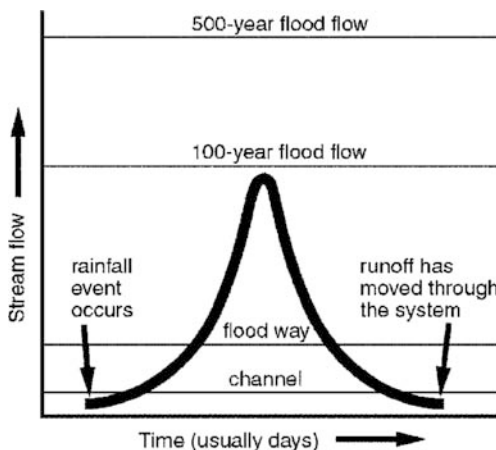 500-year flood flow
100-year flood flow
Stream flow
rainfall
event
occurs
runoff has
moved through
the system
flood way
channel
Time (usually days)